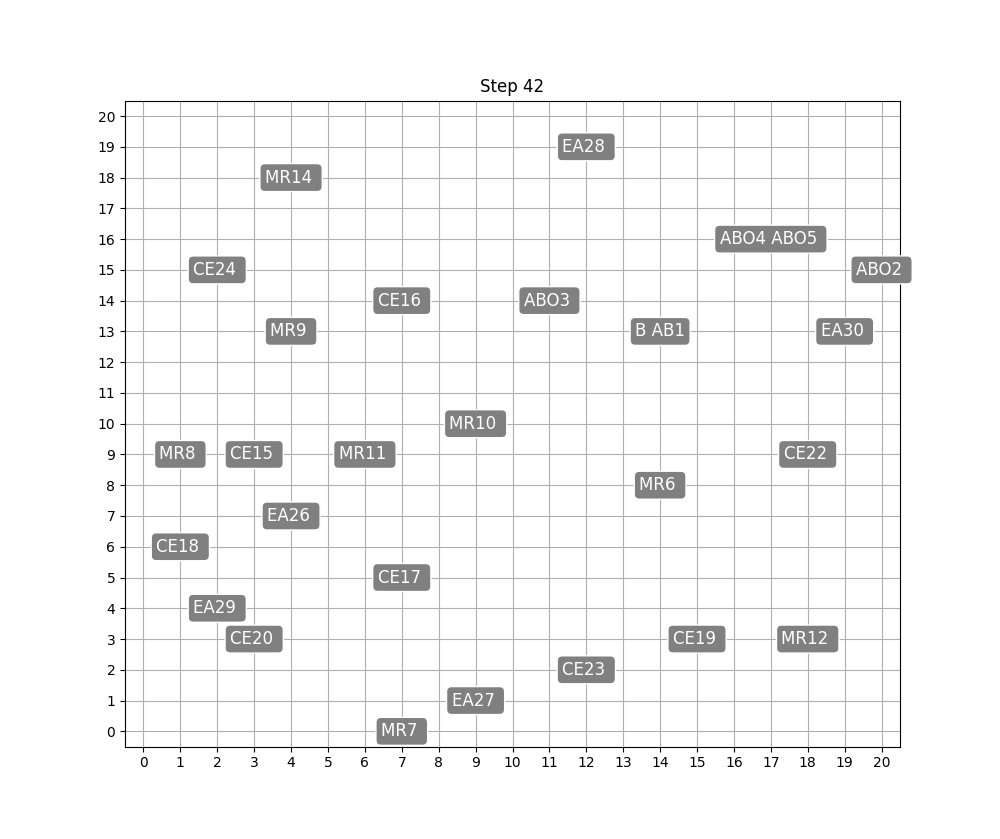 Step 42
20
19 EA28
18 MR14
17
16 ABO4 ABO5
15 CE24 ABO2
14 CE16 ABO3
13 MR9 B AB1 EA30
12
11
10 MR10
9 MR8 CE15 MR11 CE22
8 MR6
7 EA26
6 CE18
5 CE17
4 EA29
3 CE20 CE19 MR12
2 CE23
1 EA27
0 MR7
0 1 2 3 4 5 6 7 8 9 10 11 12 13 14 15 16 17 18 19 20